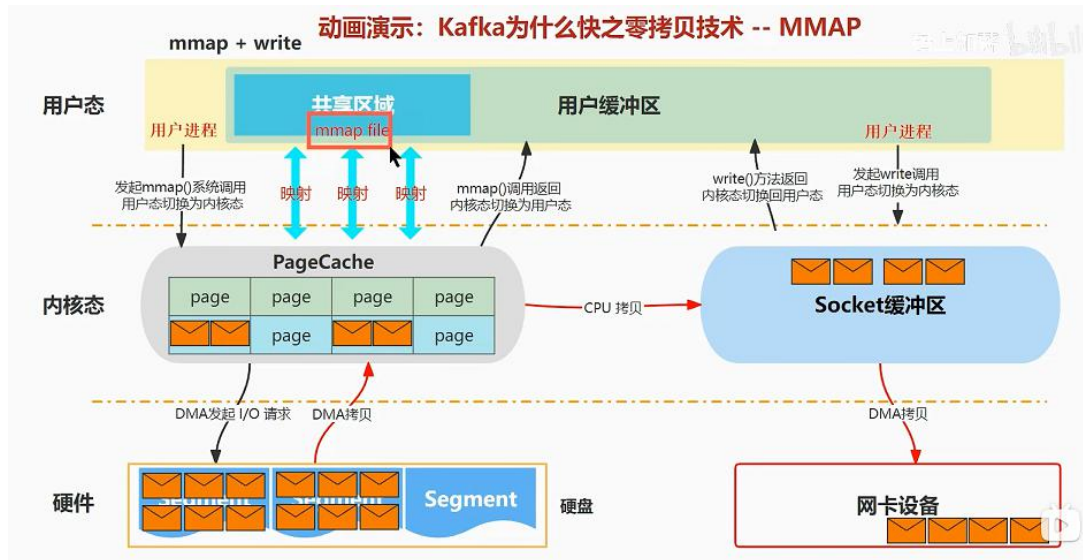 动画演示：Kafka为什么快之零拷贝技术 -- MMAP
mmap + write
用户态
共享区域
用户缓冲区
用户进程
mmap file
用户进程
发起mmap()系统调用
用户态切换为内核态
映射
映射
映射
mmap()调用返回
内核态切换为用户态
write()方法返回
内核态切换回用户态
发起write调用
用户态切换为内核态
PageCache
page
page
page
page
内核态
CPU 拷贝
Socket缓冲区
page
page
DMA发起 I/O 请求
DMA拷贝
DMA拷贝
硬件
Segment
Segment
Segment
硬盘
网卡设备